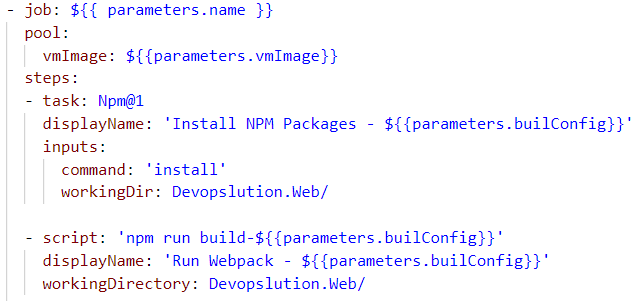 - job: ${{ parameters.name }}
pool:
vmImage: ${{parameters.vmImage}}
steps:
- task: Npm@1
displayName: 'Install NPM Packages - ${{parameters.builConfig}}'
inputs:
command: 'install'
workingDir: Devopslution.Web/
- script: 'npm run build-${{parameters.builConfig}}'
displayName: 'Run Webpack - ${{parameters.builConfig}}'
workingDirectory: Devopslution.Web/